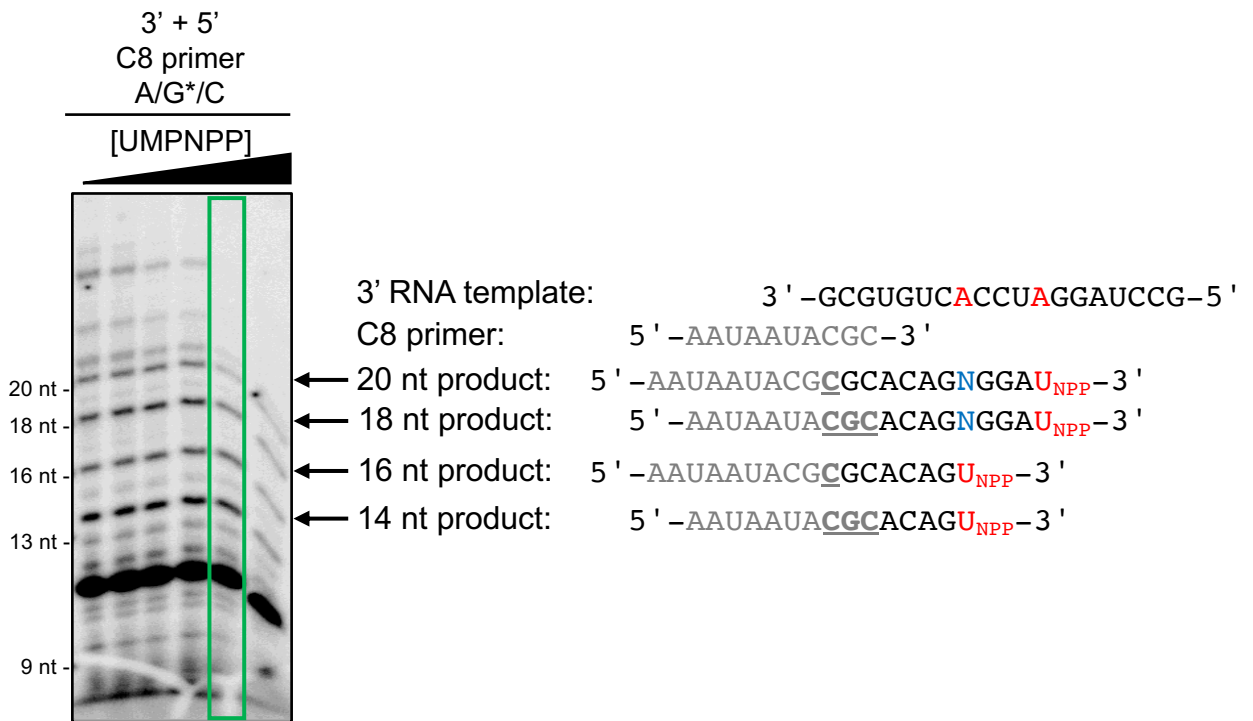 3’ + 5’
C8 primer
A/G*/C
[UMPNPP]
3’ RNA template: 3'-GCGUGUCACCUAGGAUCCG-5'
C8 primer: 5'-AAUAAUACGC-3'
20 nt - 20 nt product: 5'-AAUAAUACGCGCACAGNGGAUNPP-3'
18 nt - 18 nt product: 5'-AAUAAUACGCACAGNGGAUNPP-3'
16 nt - 16 nt product: 5'-AAUAAUACGCGCACAGUNPP-3'
14 nt product: 5'-AAUAAUACGCACAGUNPP-3'
13 nt -
9 nt -